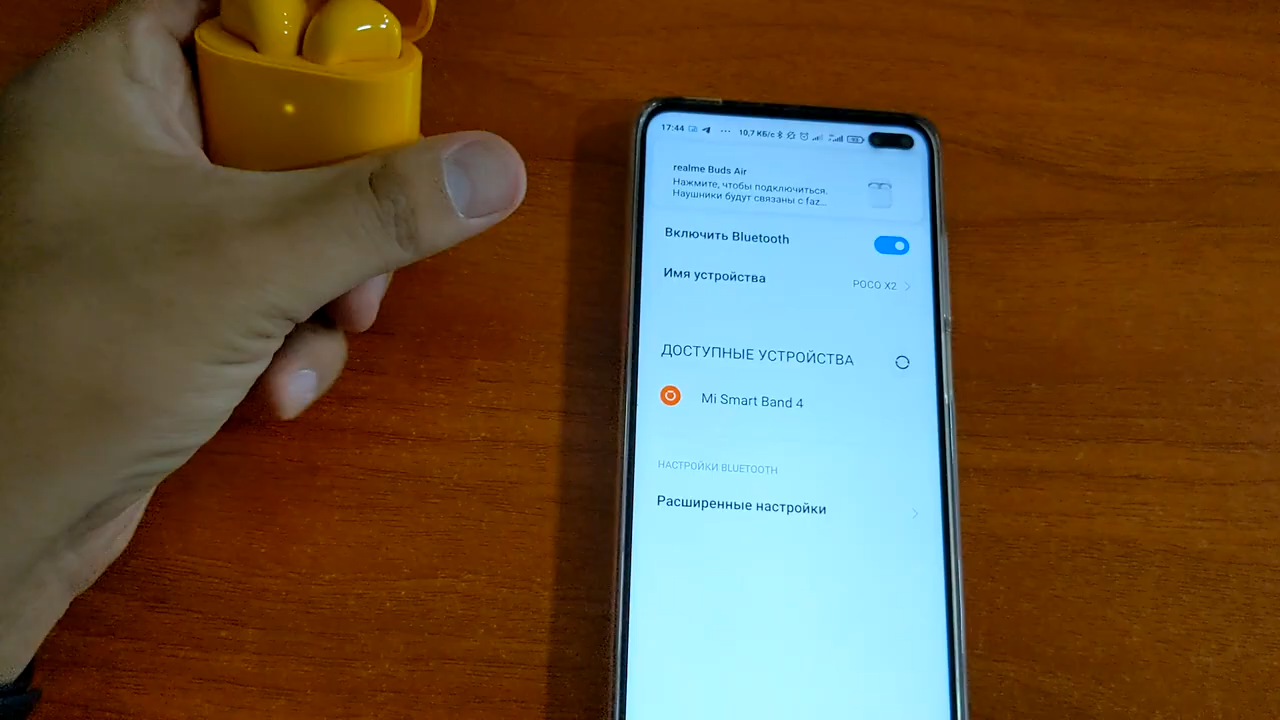 17:44 ... 10,7 КБ/с
realme Buds Air
Нажмите, чтобы подключиться.
Наушники будут связаны с faz...
Включить Bluetooth
Имя устройства POCO X2
ДОСТУПНЫЕ УСТРОЙСТВА
Mi Smart Band 4
НАСТРОЙКИ BLUETOOTH
Расширенные настройки